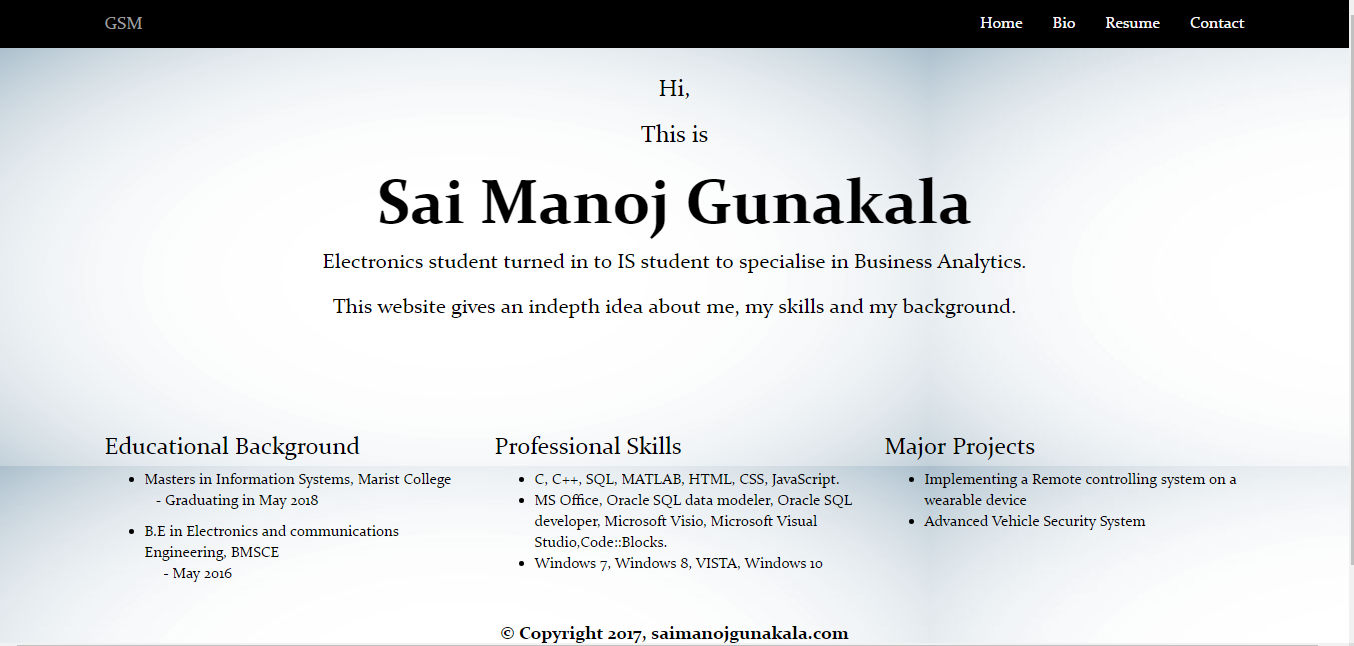 GSM
Home Bio Resume Contact
Hi,
This is
Sai Manoj Gunakala
Electronics student turned in to IS student to specialise in Business Analytics.
This website gives an indepth idea about me, my skills and my background.
Educational Background
Masters in Information Systems, Marist College
- Graduating in May 2018
B.E in Electronics and communications
Engineering, BMSCE
- May 2016
Professional Skills
C, C++, SQL, MATLAB, HTML, CSS, JavaScript.
MS Office, Oracle SQL data modeler, Oracle SQL
developer, Microsoft Visio, Microsoft Visual
Studio,Code::Blocks.
Windows 7, Windows 8, VISTA, Windows 10
Major Projects
Implementing a Remote controlling system on a
wearable device
Advanced Vehicle Security System
© Copyright 2017, saimanojgunakala.com